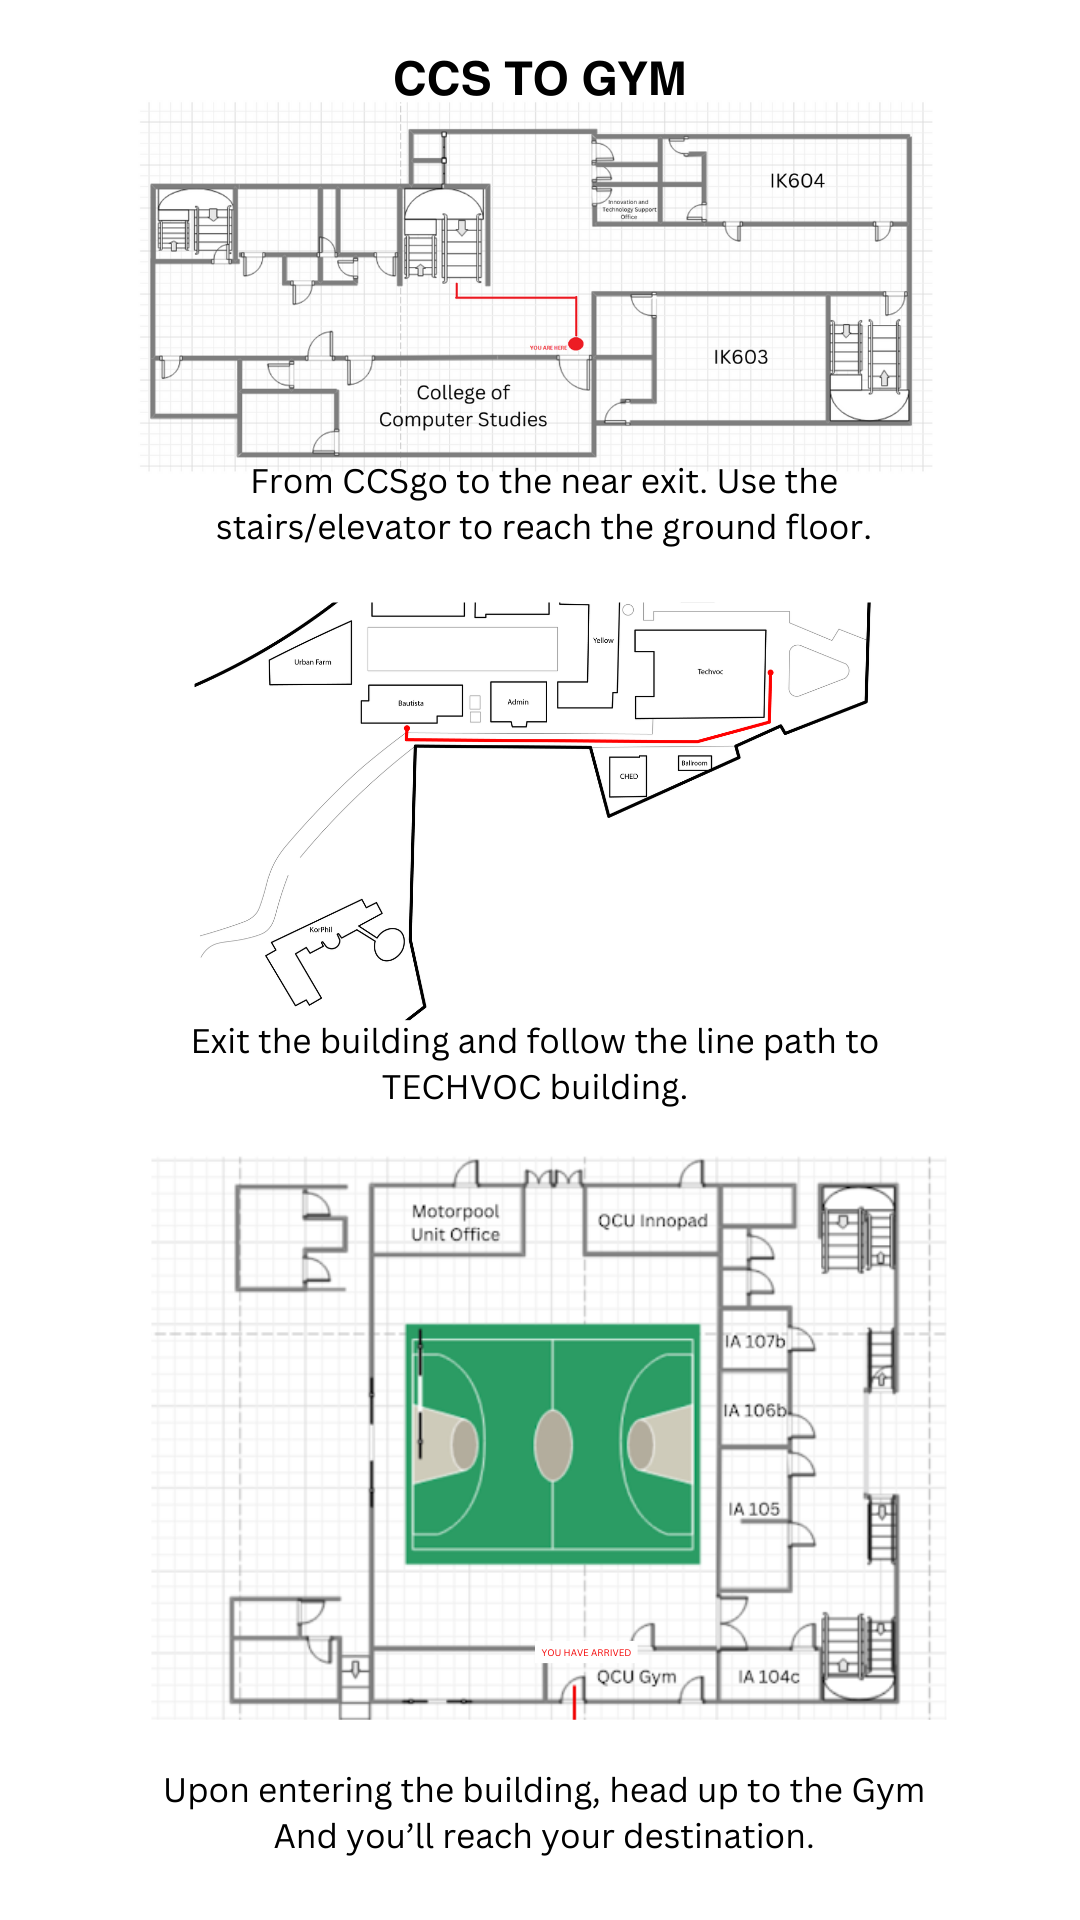 CCS TO GYM
IK604
Innovation and
Technology Support
Office
YOU ARE HERE
IK603
College of
Computer Studies
From CCSgo to the near exit. Use the
stairs/elevator to reach the ground floor.
Yellow
Urban Farm
Techvoc
Bautista
Admin
CHED
Ballroom
KorPhil
Exit the building and follow the line path to
TECHVOC building.
Motorpool
Unit Office
QCU Innopad
IA 107b
IA 106b
IA 105
YOU HAVE ARRIVED
QCU Gym
IA 104c
Upon entering the building, head up to the Gym
And you’ll reach your destination.